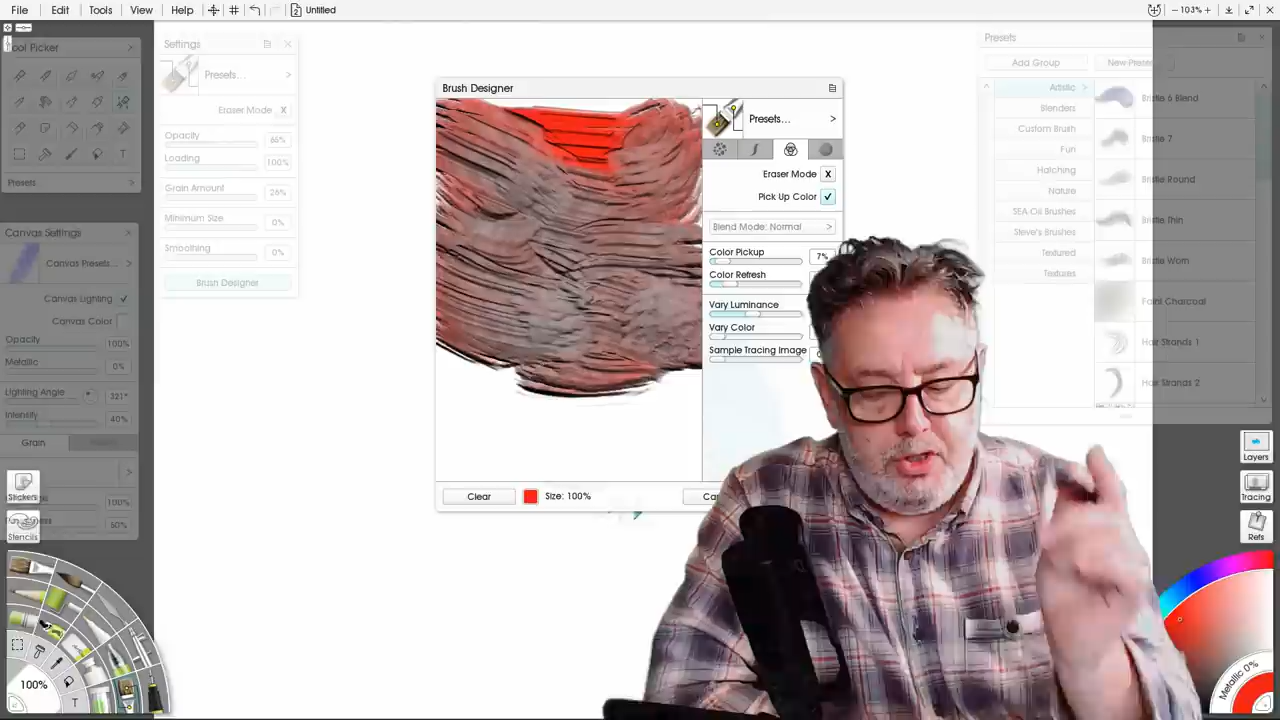 File Edit Tools View Help Untitled 103%
Tool Picker
Presets
Settings
Presets...
Eraser Mode X
Opacity 66%
Loading 100%
Grain Amount 26%
Minimum Size 0%
Smoothing 0%
Brush Designer
Canvas Settings
Canvas Presets...
Canvas Lighting
Canvas Color
Opacity 100%
Metallic 0%
Lighting Angle 321°
Intensity 40%
Grain
100%
60%
Stickers
Stencils
100%
T
Brush Designer
Presets...
Eraser Mode X
Pick Up Color
Blend Mode: Normal
Color Pickup 7%
Color Refresh
Vary Luminance
Vary Color
Sample Tracing Image
Clear Size: 100%
Presets
Add Group
Artistic
Blenders
Custom Brush
Fun
Hatching
Nature
SEA Oil Brushes
Steve's Brushes
Textured
Textures
Bristle 6 Blend
Bristle 7
Bristle Round
Bristle Thin
Bristle Worn
Faint Charcoal
Hair Strands 1
Hair Strands 2
Layers
Tracing
Refs
Metallic 0%